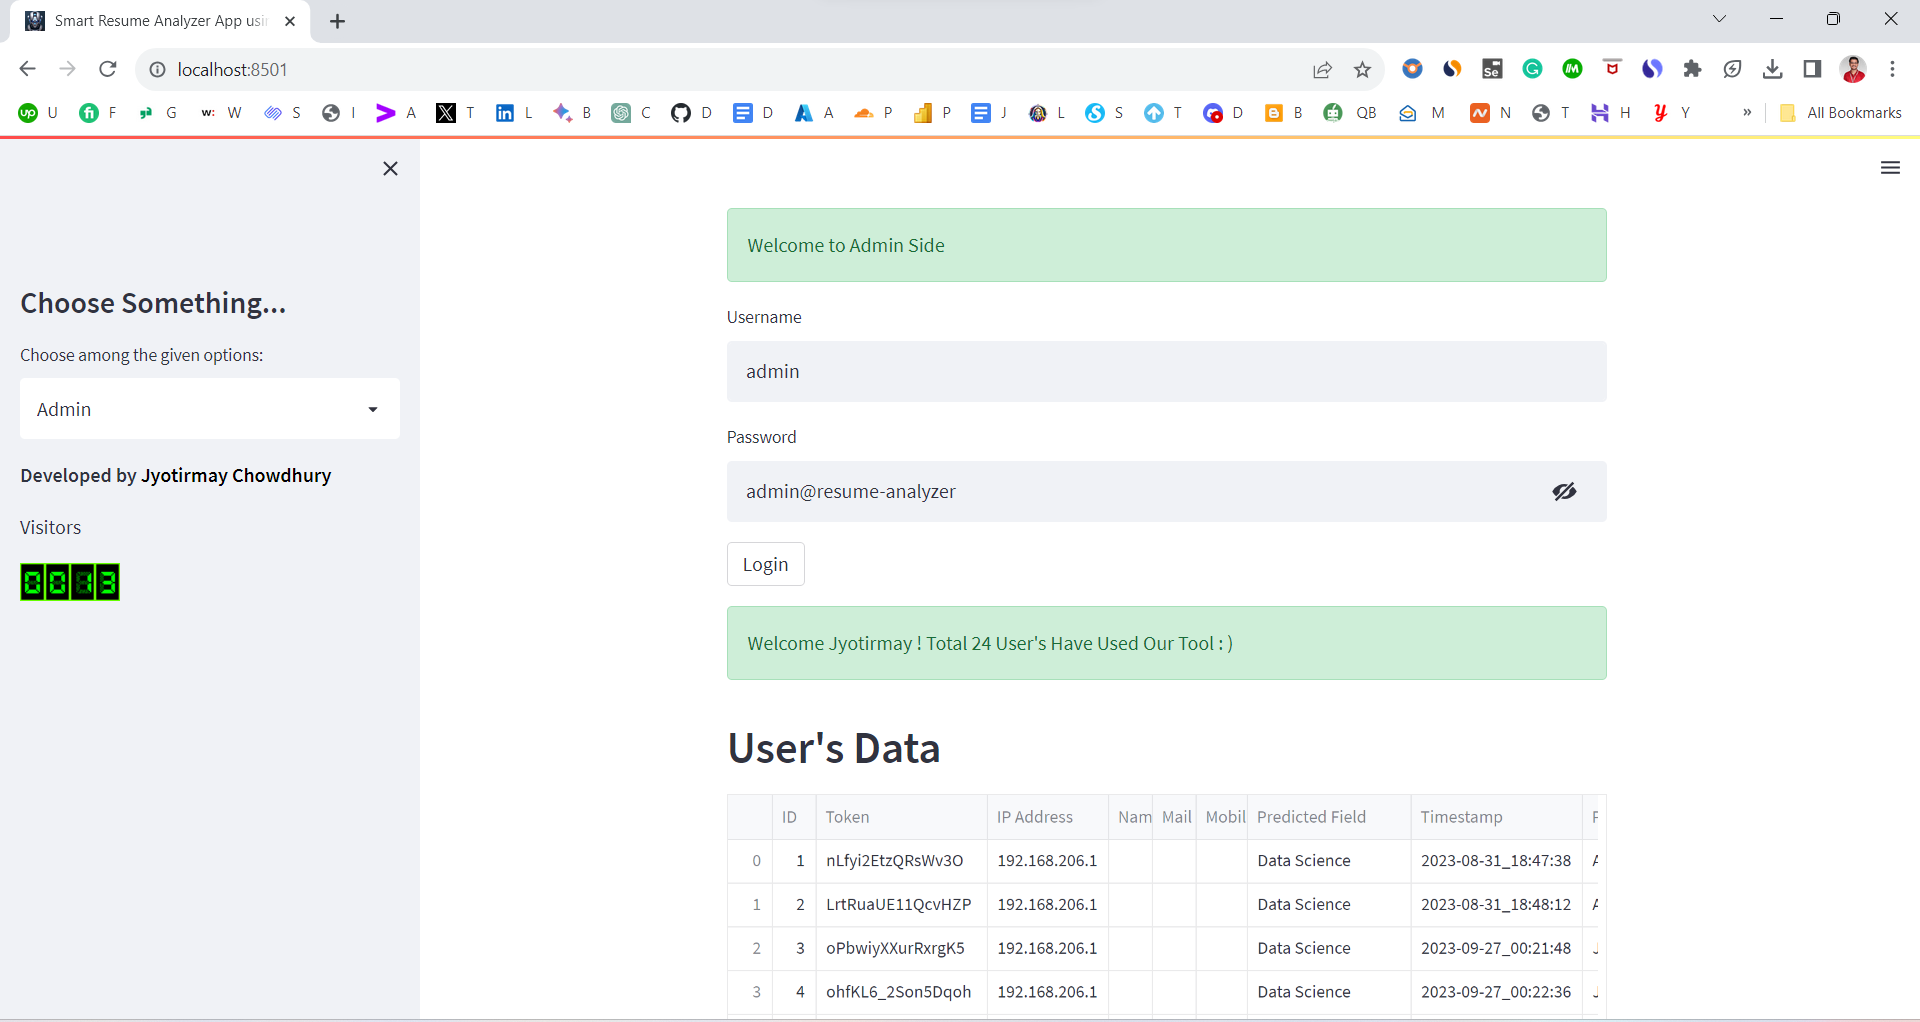 Smart Resume Analyzer App usi
localhost:8501
U F G W S I A T L B C D D A P P J L S T D B QB M N T H Y » All Bookmarks
Choose Something...
Choose among the given options:
Admin
Developed by Jyotirmay Chowdhury
Visitors
0013
Welcome to Admin Side
Username
admin
Password
admin@resume-analyzer
Login
Welcome Jyotirmay ! Total 24 User's Have Used Our Tool : )
User's Data
ID Token IP Address Nam Mail Mobil Predicted Field Timestamp
0 1 nLfyi2EtzQRsWv3O 192.168.206.1 Data Science 2023-08-31_18:47:38
1 2 LrtRuaUE11QcvHZP 192.168.206.1 Data Science 2023-08-31_18:48:12
2 3 oPbwiyXXurRxrgK5 192.168.206.1 Data Science 2023-09-27_00:21:48
3 4 ohfKL6_2Son5Dqoh 192.168.206.1 Data Science 2023-09-27_00:22:36